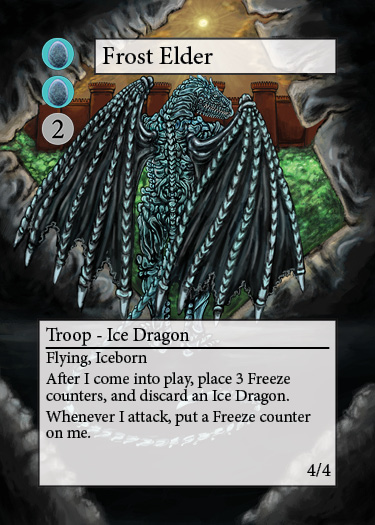 Frost Elder
2
Troop - Ice Dragon
Flying, Iceborn
After I come into play, place 3 Freeze
counters, and discard an Ice Dragon.
Whenever I attack, put a Freeze counter
on me.
4/4